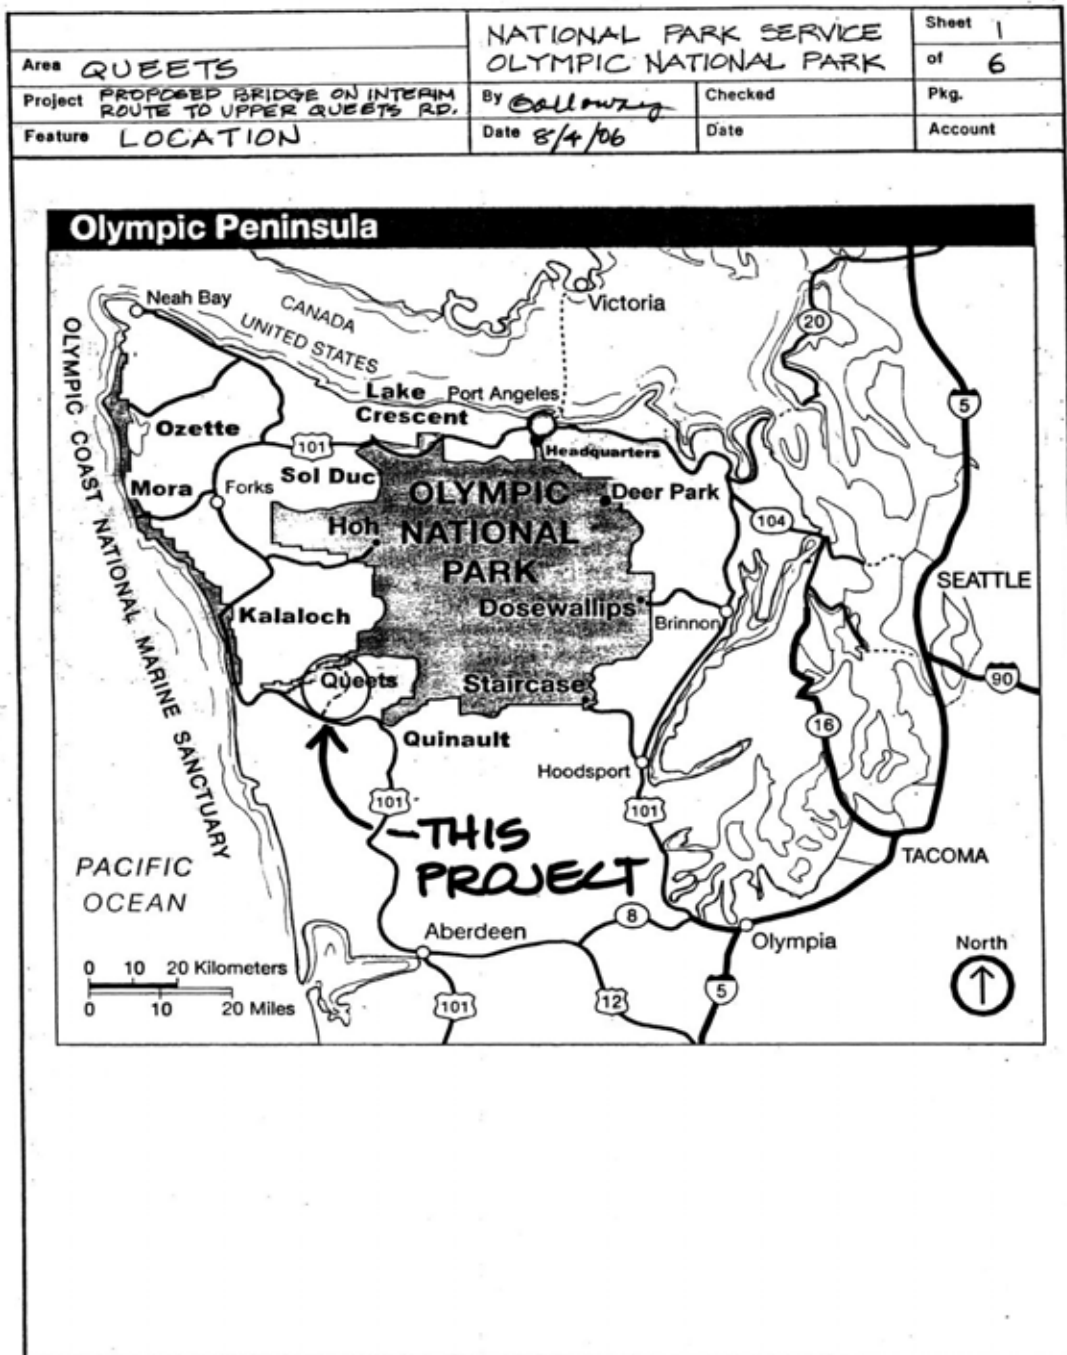 NATIONAL PARK SERVICE
OLYMPIC NATIONAL PARK
Sheet 1
of 6
Area QUEETS
Project PROPOSED BRIDGE ON INTERIM
ROUTE TO UPPER QUEETS RD.
By Galloway
Checked
Pkg.
Feature LOCATION
Date 8/4/06
Date
Account
Olympic Peninsula
Neah Bay
CANADA
UNITED STATES
Victoria
20
OLYMPIC COAST NATIONAL MARINE SANCTUARY
Lake
Crescent
Port Angeles
5
Ozette
101
Headquarters
Sol Duc
Mora
Forks
OLYMPIC
NATIONAL
PARK
Deer Park
104
Hoh
SEATTLE
Kalaloch
Dosewallips
Brinnon
90
Queets
Staircase
16
Quinault
Hoodsport
101
101
THIS
PROJECT
TACOMA
PACIFIC
OCEAN
8
Aberdeen
Olympia
North
0 10 20 Kilometers
0 10 20 Miles
101
12
5